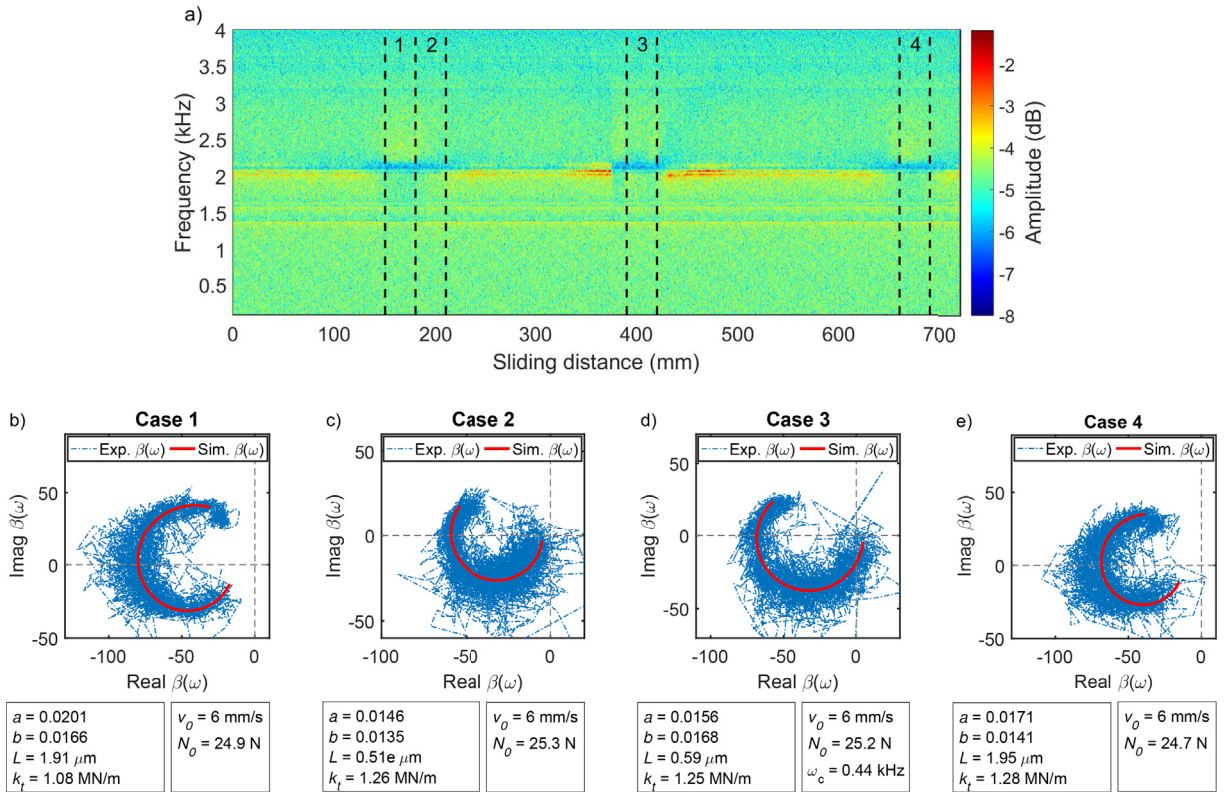 a)
4
3.5
3
2.5
2
1.5
1
0.5
Frequency (kHz)
1 2 3 4
0 100 200 300 400 500 600 700
Sliding distance (mm)
-2
-3
-4
-5
-6
-7
-8
Amplitude (dB)
b) Case 1
Exp. β(ω) Sim. β(ω)
50
0
-50
Imag β(ω)
-100 -50 0
Real β(ω)
a = 0.0201
b = 0.0166
L = 1.91 μm
k_t = 1.08 MN/m
v_0 = 6 mm/s
N_0 = 24.9 N
c) Case 2
Exp. β(ω) Sim. β(ω)
50
0
-50
Imag β(ω)
-100 -50 0
Real β(ω)
a = 0.0146
b = 0.0135
L = 0.51e μm
k_t = 1.26 MN/m
v_0 = 6 mm/s
N_0 = 25.3 N
d) Case 3
Exp. β(ω) Sim. β(ω)
50
0
-50
Imag β(ω)
-100 -50 0
Real β(ω)
a = 0.0156
b = 0.0168
L = 0.59 μm
k_t = 1.25 MN/m
v_0 = 6 mm/s
N_0 = 25.2 N
ω_c = 0.44 kHz
e) Case 4
Exp. β(ω) Sim. β(ω)
50
0
-50
Imag β(ω)
-100 -50 0
Real β(ω)
a = 0.0171
b = 0.0141
L = 1.95 μm
k_t = 1.28 MN/m
v_0 = 6 mm/s
N_0 = 24.7 N